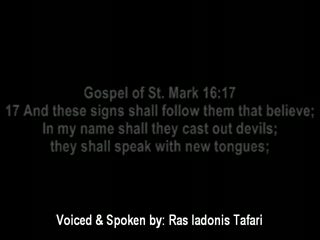 Gospel of St. Mark 16:17
17 And these signs shall follow them that believe;
In my name shall they cast out devils;
they shall speak with new tongues;
Voiced & Spoken by: Ras Iadonis Tafari